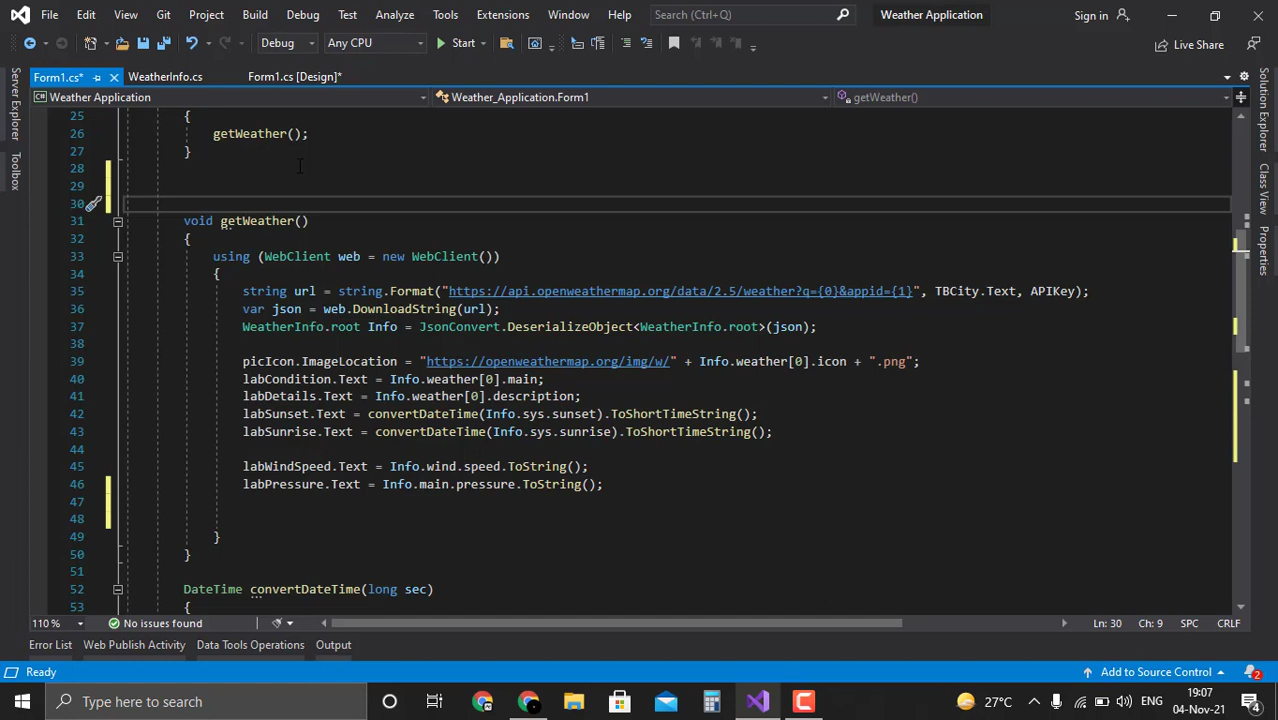 File Edit View Git Project Build Debug Test Analyze Tools Extensions Window Help Search (Ctrl+Q) Weather Application Sign in
Debug Any CPU Start Live Share
Form1.cs* WeatherInfo.cs Form1.cs [Design]*
Weather Application Weather_Application.Form1 getWeather()
Server Explorer
Toolbox
Solution Explorer
Class View
Properties
25 {
26 getWeather();
27 }
28
29
30
31 void getWeather()
32 {
33 using (WebClient web = new WebClient())
34 {
35 string url = string.Format("https://api.openweathermap.org/data/2.5/weather?q={0}&appid={1}", TBCity.Text, APIKey);
36 var json = web.DownloadString(url);
37 WeatherInfo.root Info = JsonConvert.DeserializeObject<WeatherInfo.root>(json);
38
39 picIcon.ImageLocation = "https://openweathermap.org/img/w/" + Info.weather[0].icon + ".png";
40 labCondition.Text = Info.weather[0].main;
41 labDetails.Text = Info.weather[0].description;
42 labSunset.Text = convertDateTime(Info.sys.sunset).ToShortTimeString();
43 labSunrise.Text = convertDateTime(Info.sys.sunrise).ToShortTimeString();
44
45 labWindSpeed.Text = Info.wind.speed.ToString();
46 labPressure.Text = Info.main.pressure.ToString();
47
48
49 }
50 }
51
52 DateTime convertDateTime(long sec)
53 {
110 % No issues found Ln: 30 Ch: 9 SPC CRLF
Error List Web Publish Activity Data Tools Operations Output
Ready Add to Source Control 2
Type here to search 27°C ENG 19:07
04-Nov-21 4